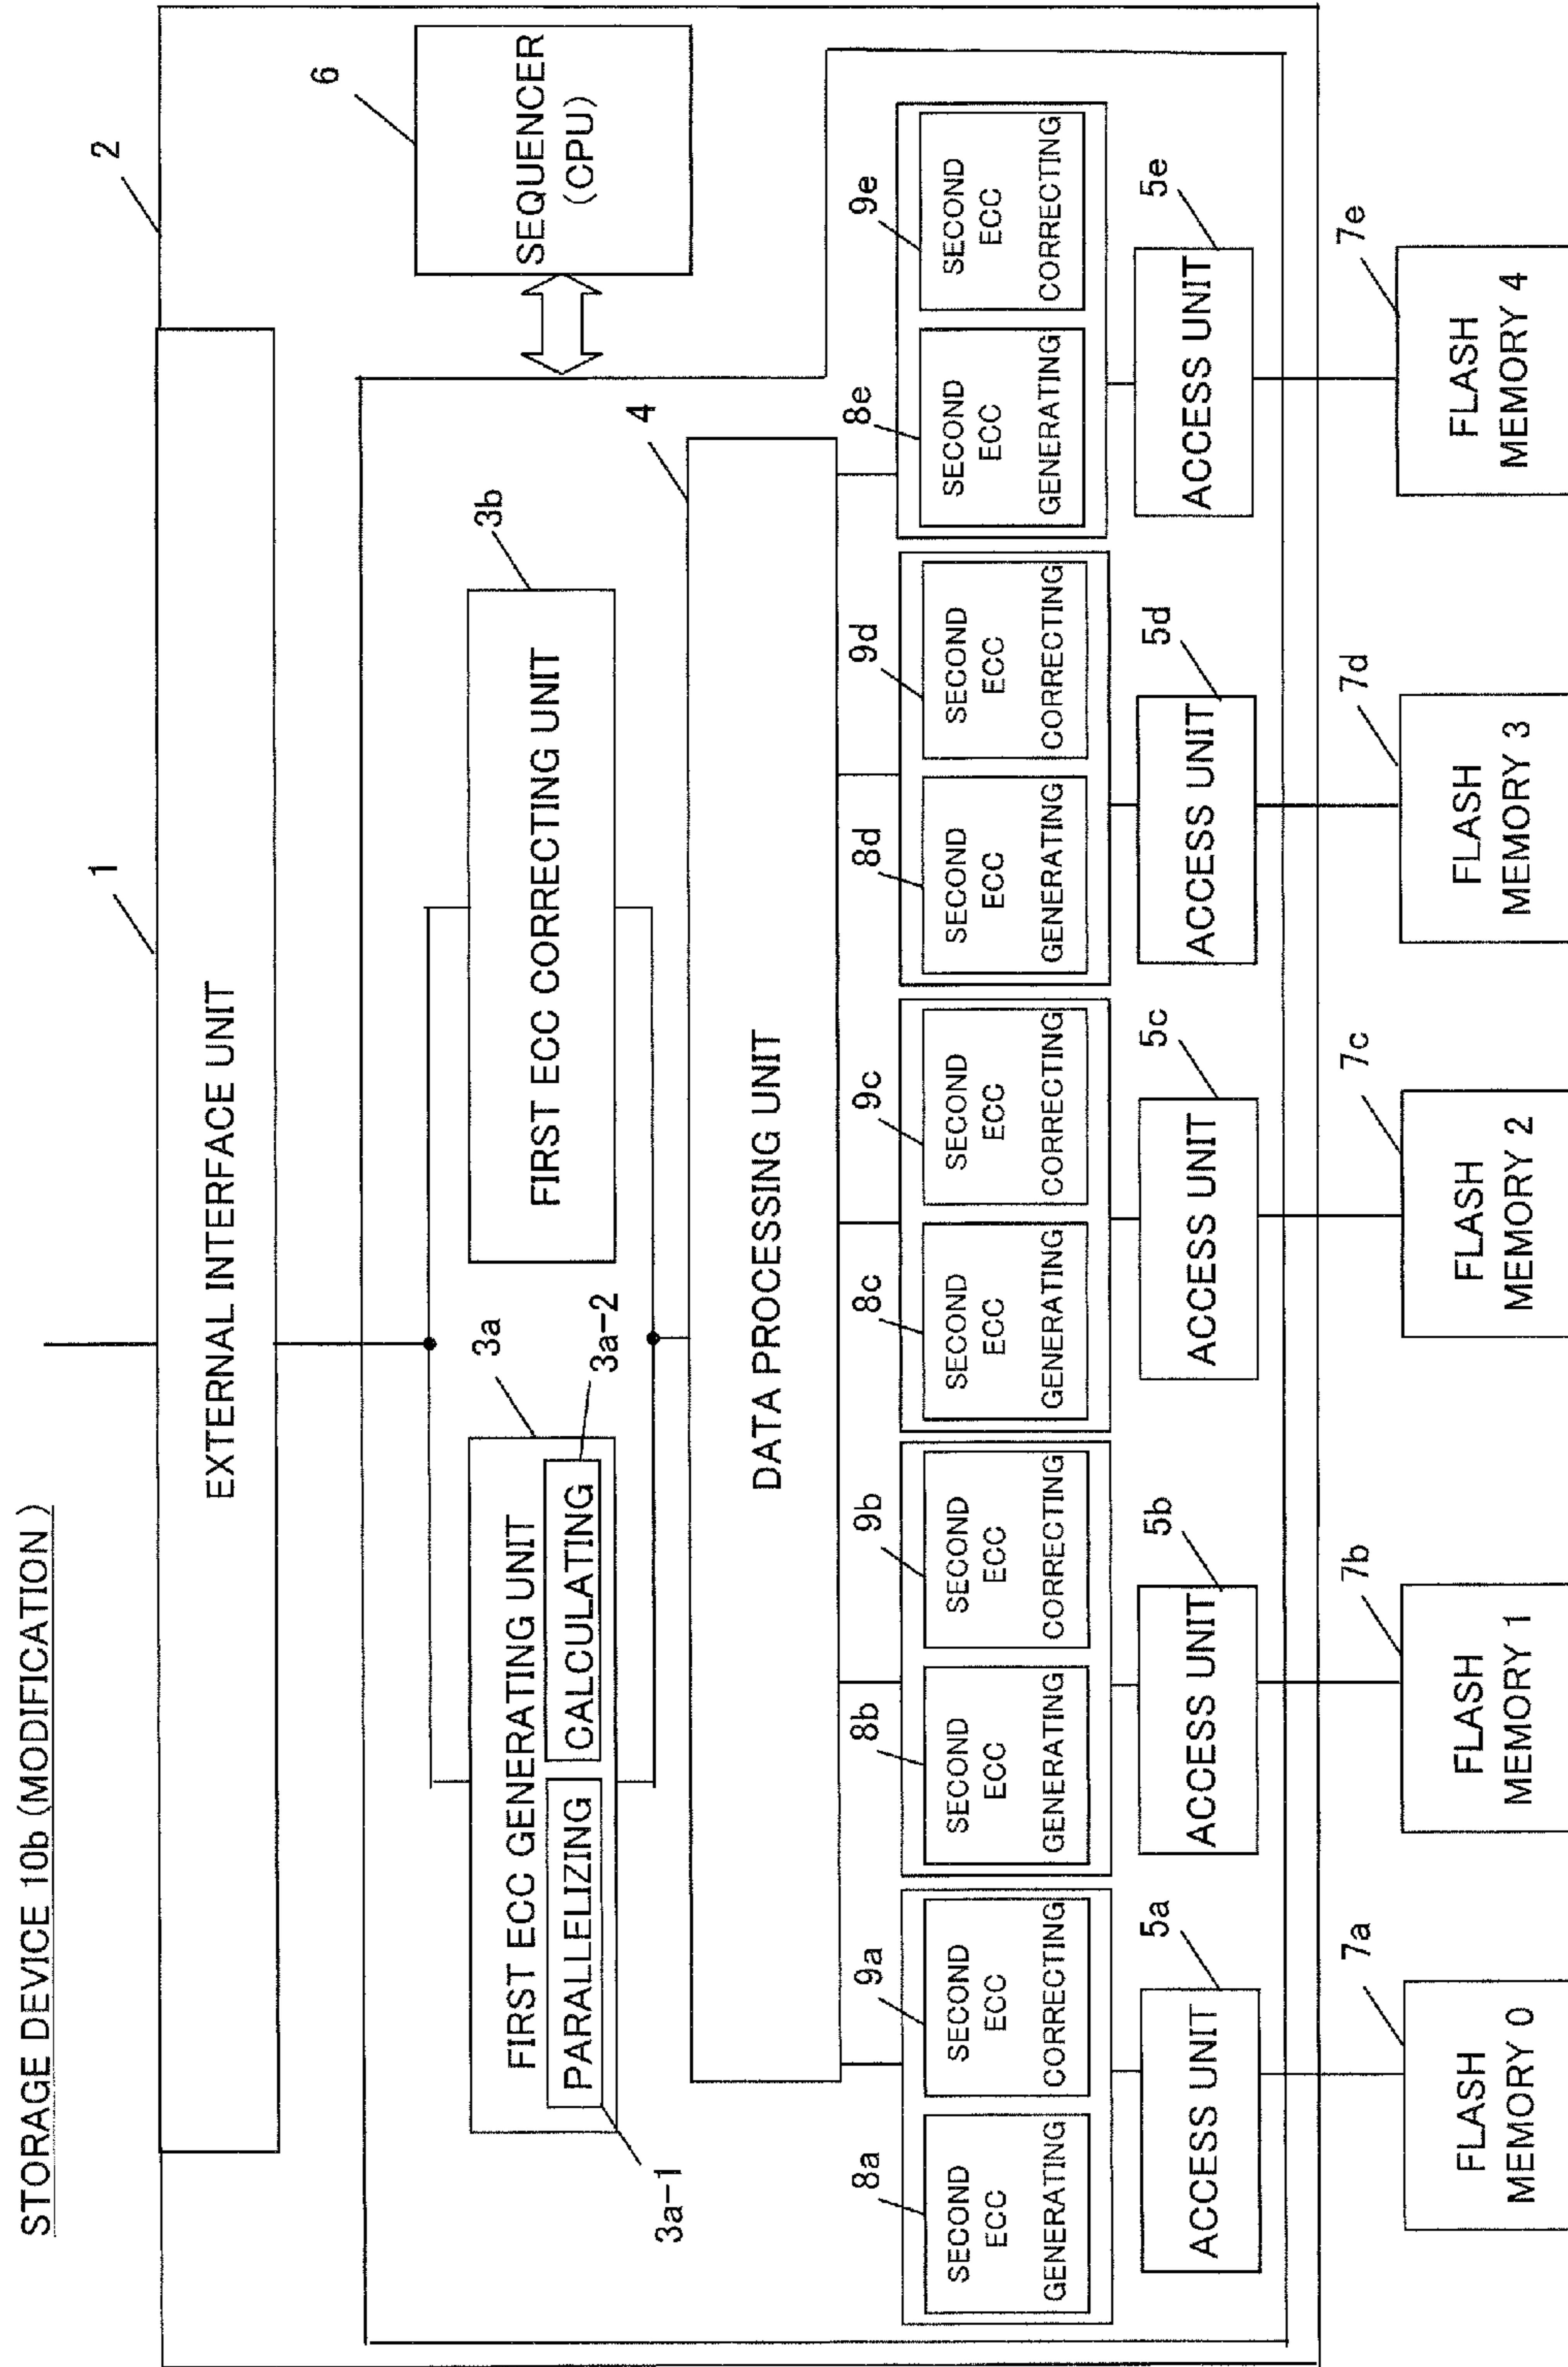 STORAGE DEVICE 10b (MODIFICATION)
1
2
EXTERNAL INTERFACE UNIT
6
SEQUENCER
(CPU)
3a
3b
FIRST ECC GENERATING UNIT
PARALLELIZING
CALCULATING
3a-1
3a-2
FIRST ECC CORRECTING UNIT
4
DATA PROCESSING UNIT
8a
9a
8b
9b
8c
9c
8d
9d
8e
9e
SECOND
ECC
GENERATING
SECOND
ECC
CORRECTING
SECOND
ECC
GENERATING
SECOND
ECC
CORRECTING
SECOND
ECC
GENERATING
SECOND
ECC
CORRECTING
SECOND
ECC
GENERATING
SECOND
ECC
CORRECTING
SECOND
ECC
GENERATING
SECOND
ECC
CORRECTING
5a
5b
5c
5d
5e
ACCESS UNIT
ACCESS UNIT
ACCESS UNIT
ACCESS UNIT
ACCESS UNIT
7a
7b
7c
7d
7e
FLASH
MEMORY 0
FLASH
MEMORY 1
FLASH
MEMORY 2
FLASH
MEMORY 3
FLASH
MEMORY 4